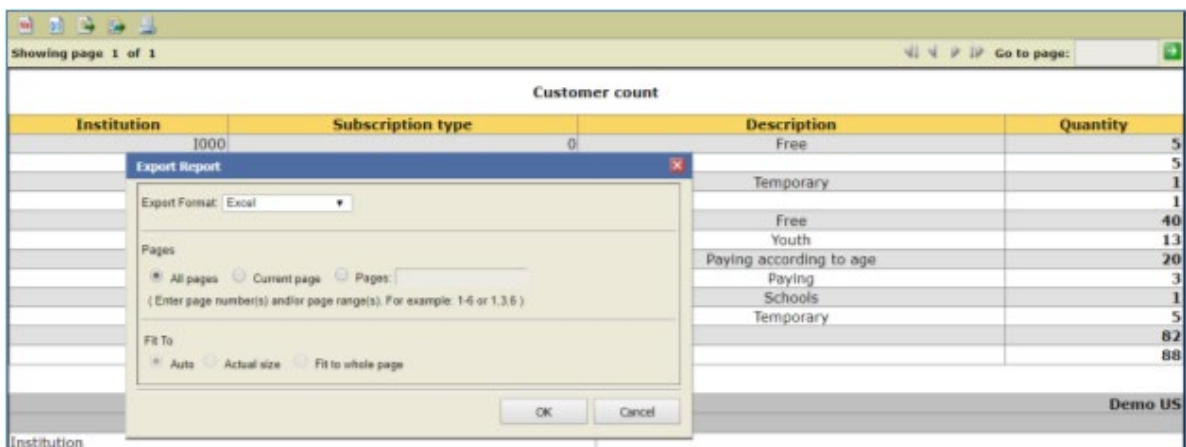 Showing page 1 of 1
Go to page:
Customer count
Institution Subscription type Description Quantity
I000 0 Free 5
5
Export Report
Temporary 1
Export Format: Excel
1
Free 40
Youth 13
Pages
Paying according to age 20
All pages Current page Pages:
Paying 3
( Enter page number(s) and/or page range(s). For example: 1-6 or 1,3,6 )
Schools 1
Temporary 5
Fit To
82
Auto Actual size Fit to whole page
88
OK Cancel
Demo US
Institution